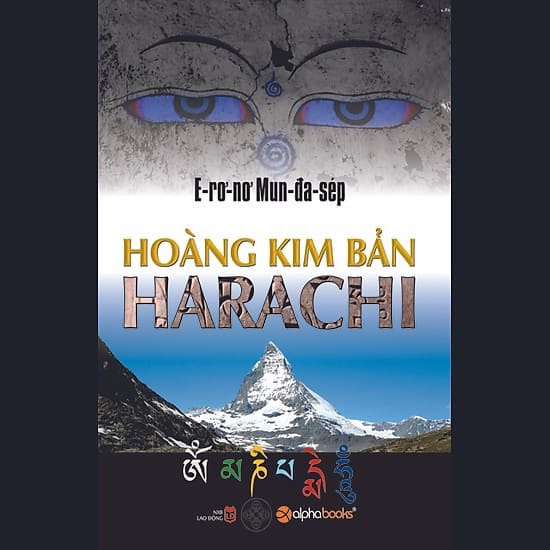 E-rơ-nơ Mun-đa-sép
HOÀNG KIM BẢN
HARACHI
ཨོཾ མ ཎི པ དྨེ
NXB
LAO ĐỘNG
alphabooks®